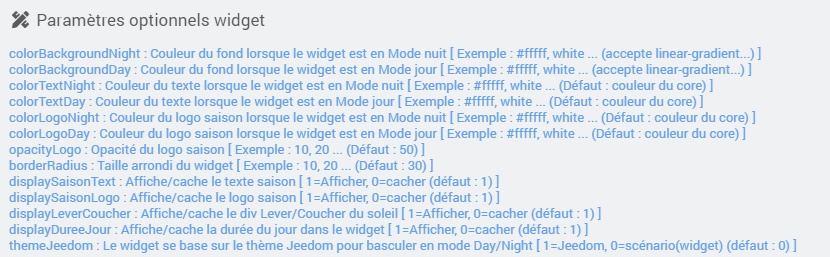 Paramètres optionnels widget
colorBackgroundNight : Couleur du fond lorsque le widget est en Mode nuit [ Exemple : #fffff, white ... (accepte linear-gradient...) ]
colorBackgroundDay : Couleur du fond lorsque le widget est en Mode jour [ Exemple : #fffff, white ... (accepte linear-gradient...) ]
colorTextNight : Couleur du texte lorsque le widget est en Mode nuit [ Exemple : #fffff, white ... (Défaut : couleur du core) ]
colorTextDay : Couleur du texte lorsque le widget est en Mode jour [ Exemple : #fffff, white ... (Défaut : couleur du core) ]
colorLogoNight : Couleur du logo saison lorsque le widget est en Mode nuit [ Exemple : #fffff, white ... (Défaut : couleur du core) ]
colorLogoDay : Couleur du logo saison lorsque le widget est en Mode jour [ Exemple : #fffff, white ... (Défaut : couleur du core) ]
opacityLogo : Opacité du logo saison [ Exemple : 10, 20 ... (Défaut : 50) ]
borderRadius : Taille arrondi du widget [ Exemple : 10, 20 ... (Défaut : 30) ]
displaySaisonText : Affiche/cache le texte saison [ 1=Afficher, 0=cacher (défaut : 1) ]
displaySaisonLogo : Affiche/cache le logo saison [ 1=Afficher, 0=cacher (défaut : 1) ]
displayLeverCoucher : Affiche/cache le div Lever/Coucher du soleil [ 1=Afficher, 0=cacher (défaut : 1) ]
displayDureeJour : Affiche/cache la durée du jour dans le widget [ 1=Afficher, 0=cacher (défaut : 1) ]
themeJeedom : Le widget se base sur le thème Jeedom pour basculer en mode Day/Night [ 1=Jeedom, 0=scénario(widget) (défaut : 0) ]